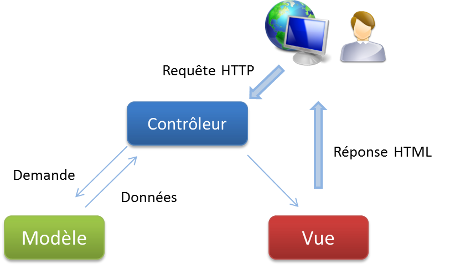 Requête HTTP
Contrôleur
Réponse HTML
Demande
Données
Modèle
Vue